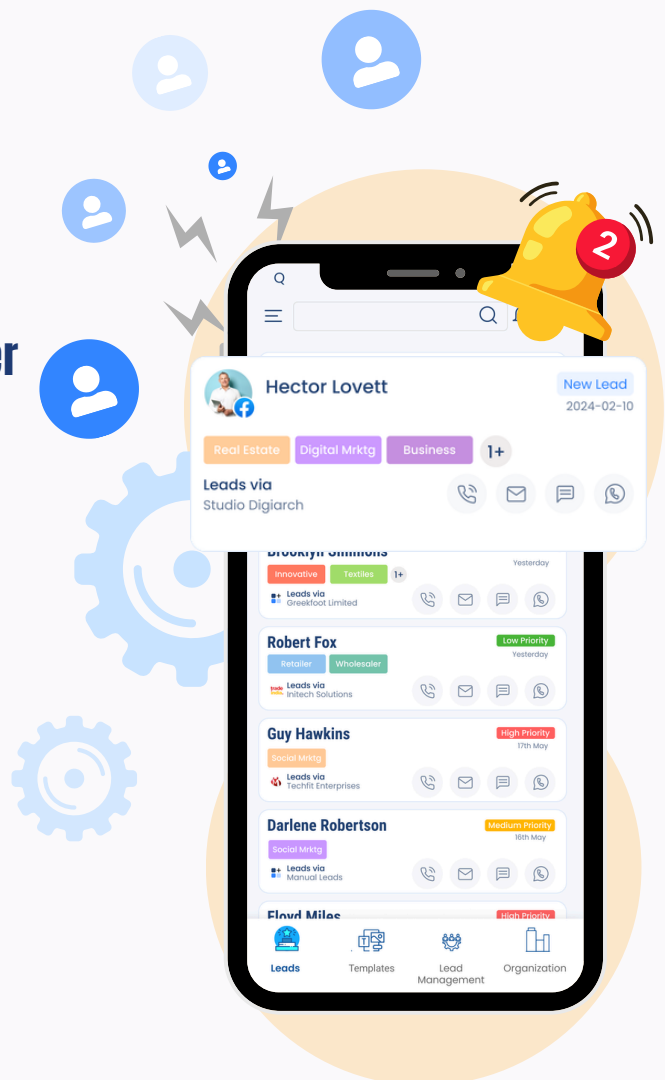 er
2
Q
Hector Lovett
New Lead
2024-02-10
Real Estate
Digital Mrktg
Business
1+
Leads via
Studio Digiarch
Brooklyn Simmons
Yesterday
Innovative
Textiles
1+
Leads via
Greekfoot Limited
Robert Fox
Low Priority
Yesterday
Retailer
Wholesaler
Leads via
Initech Solutions
Guy Hawkins
High Priority
17th May
Social Mrktg
Leads via
Techfit Enterprises
Darlene Robertson
Medium Priority
16th May
Social Mrktg
Leads via
Manual Leads
Floyd Miles
High Priority
Leads
Templates
Lead
Management
Organization